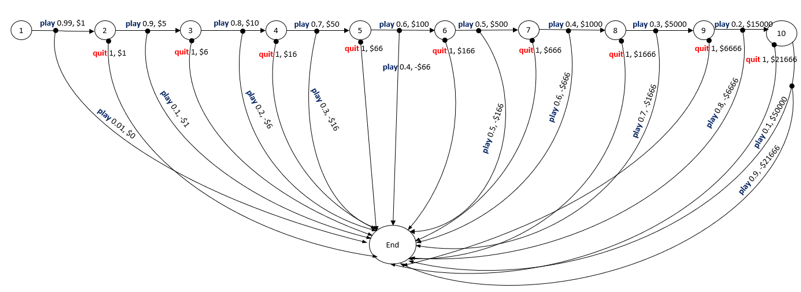 play 0.99, $1
play 0.9, $5
play 0.8, $10
play 0.7, $50
play 0.6, $100
play 0.5, $500
play 0.4, $1000
play 0.3, $5000
play 0.2, $15000
1
2
3
4
5
6
7
8
9
10
quit 1, $1
quit 1, $6
quit 1, $16
quit 1, $66
quit 1, $166
quit 1, $666
quit 1, $1666
quit 1, $6666
quit 1, $21666
play 0.01, $0
play 0.1, -$1
play 0.2, -$6
play 0.3, -$16
play 0.4, -$66
play 0.5, -$166
play 0.6, -$666
play 0.7, -$1666
play 0.8, -$6666
play 0.1, $50000
play 0.9, -$21666
End